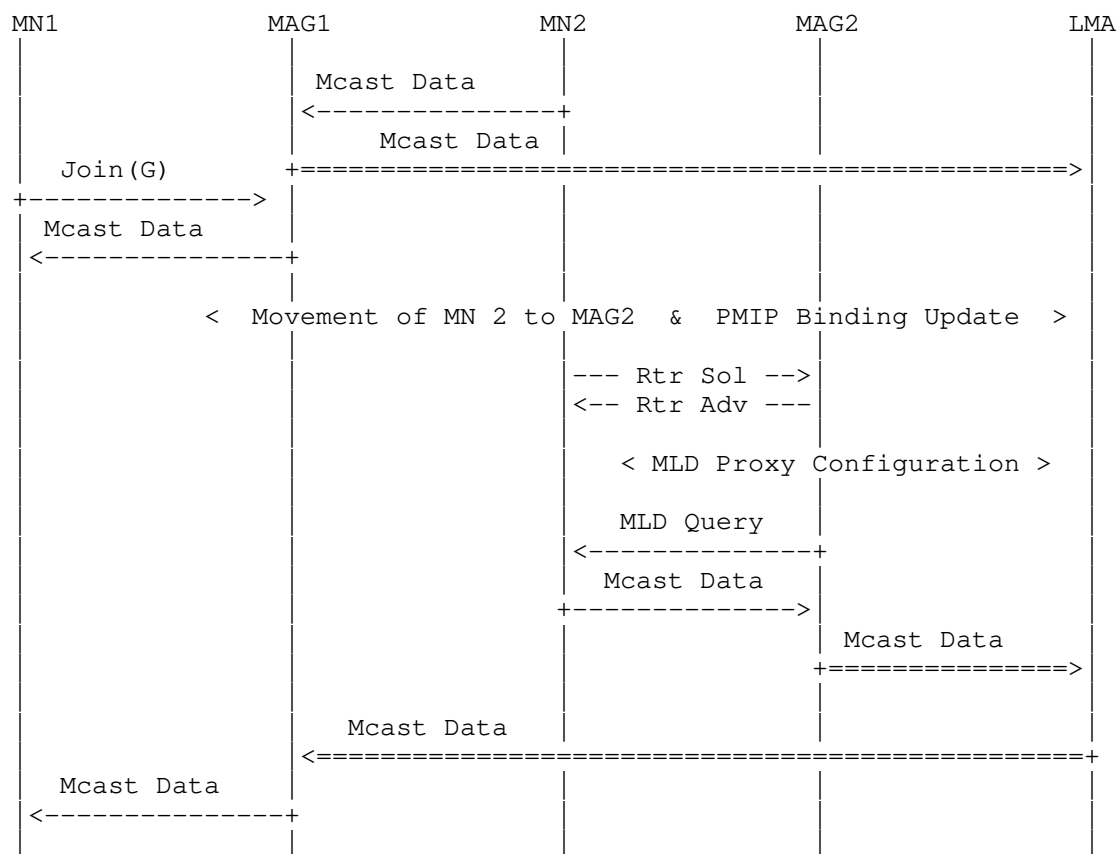 MN1 MAG1 MN2 MAG2 LMA
Mcast Data
Mcast Data
Join(G)
Mcast Data
< Movement of MN 2 to MAG2 & PMIP Binding Update >
--- Rtr Sol -->
<-- Rtr Adv ---
< MLD Proxy Configuration >
MLD Query
Mcast Data
Mcast Data
Mcast Data
Mcast Data